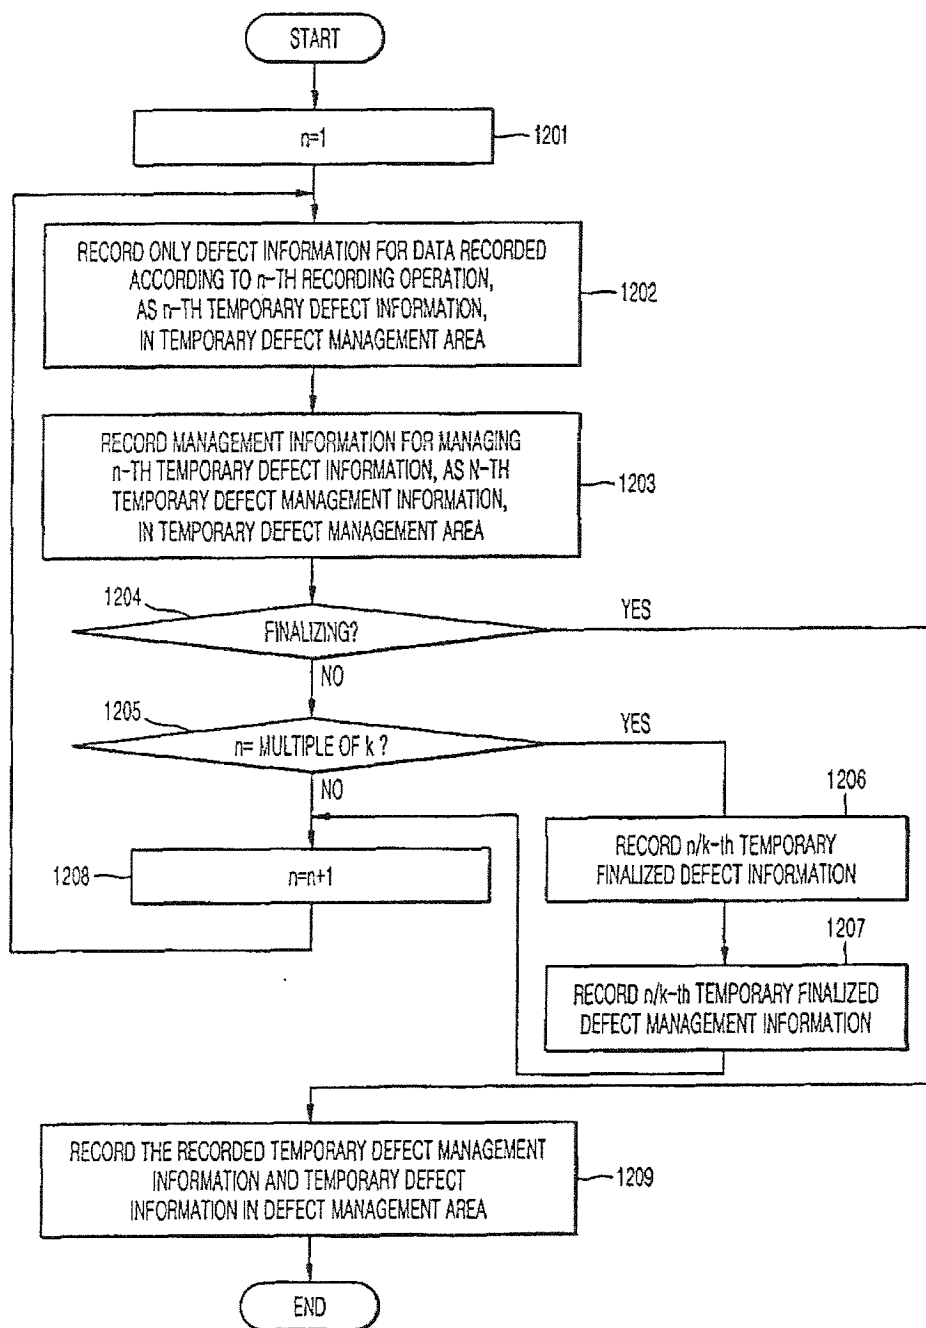 START
n=1
1201
RECORD ONLY DEFECT INFORMATION FOR DATA RECORDED
ACCORDING TO n-TH RECORDING OPERATION,
AS n-TH TEMPORARY DEFECT INFORMATION,
IN TEMPORARY DEFECT MANAGEMENT AREA
1202
RECORD MANAGEMENT INFORMATION FOR MANAGING
n-TH TEMPORARY DEFECT INFORMATION, AS N-TH
TEMPORARY DEFECT MANAGEMENT INFORMATION,
IN TEMPORARY DEFECT MANAGEMENT AREA
1203
1204
FINALIZING?
YES
NO
1205
n= MULTIPLE OF k ?
YES
NO
1206
RECORD n/k-th TEMPORARY
FINALIZED DEFECT INFORMATION
1208
n=n+1
1207
RECORD n/k-th TEMPORARY FINALIZED
DEFECT MANAGEMENT INFORMATION
RECORD THE RECORDED TEMPORARY DEFECT MANAGEMENT
INFORMATION AND TEMPORARY DEFECT
INFORMATION IN DEFECT MANAGEMENT AREA
1209
END